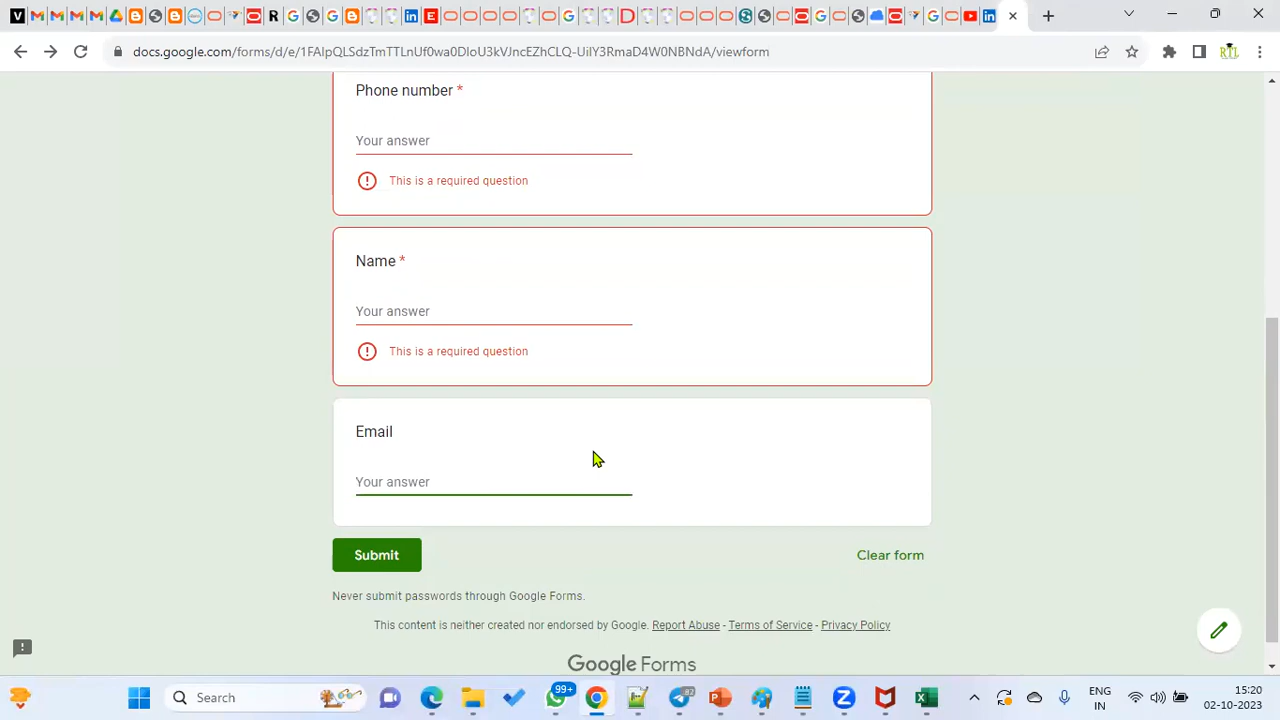 docs.google.com/forms/d/e/1FAIpQLSdzTmTTLnUf0wa0DIoU3kVJncEZhCLQ-UiIY3RmaD4W0NBNdA/viewform
Phone number *
Your answer
This is a required question
Name *
Your answer
This is a required question
Email
Your answer
Submit
Clear form
Never submit passwords through Google Forms.
This content is neither created nor endorsed by Google. Report Abuse - Terms of Service - Privacy Policy
Google Forms
Search
99+
ENG
IN
15:20
02-10-2023